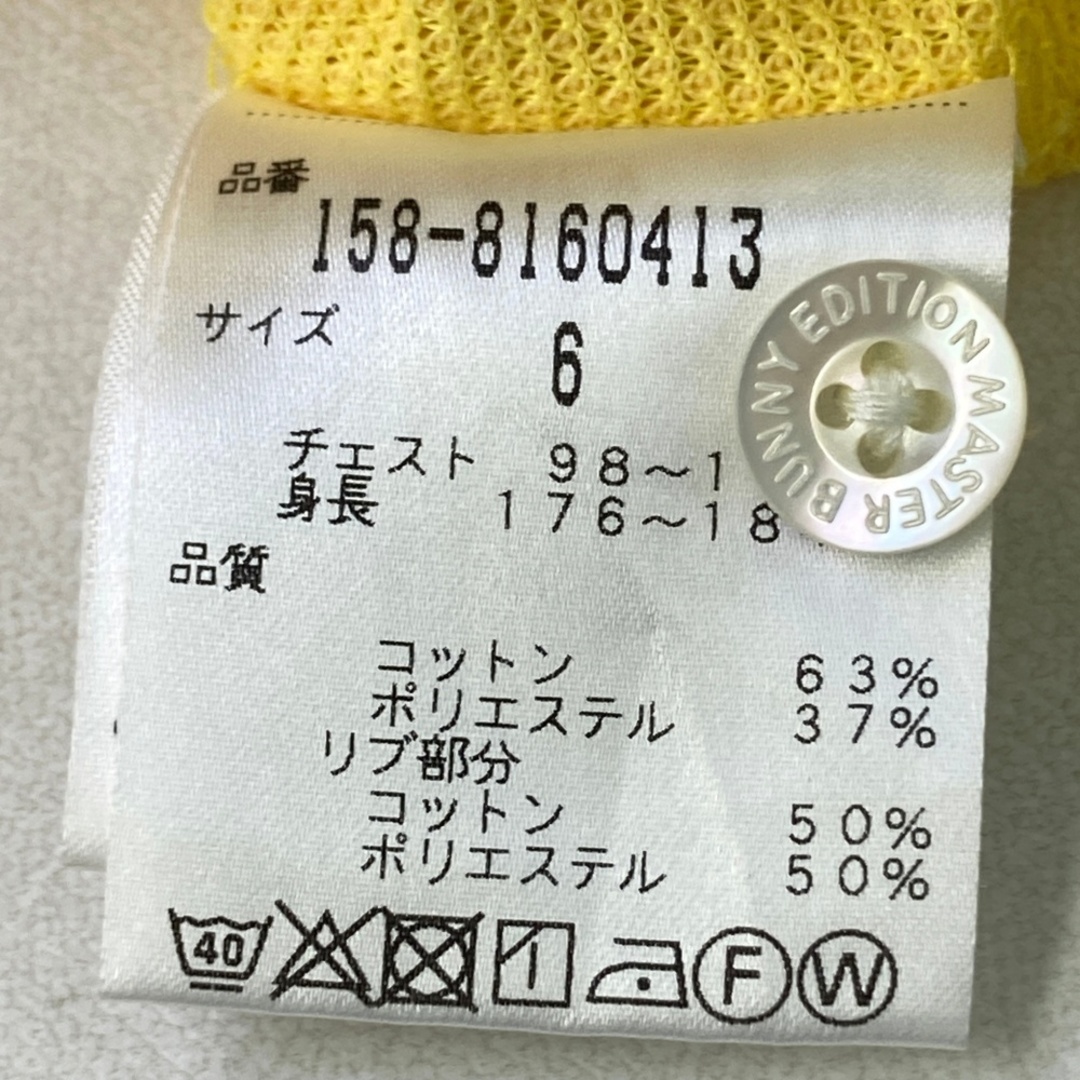 品番
158-8160413
サイズ
6
チェスト 98～1
身長 176～18
品質
コットン 63%
ポリエステル 37%
リブ部分
コットン 50%
ポリエステル 50%
40
F
W
MASTER BUNNY EDITION